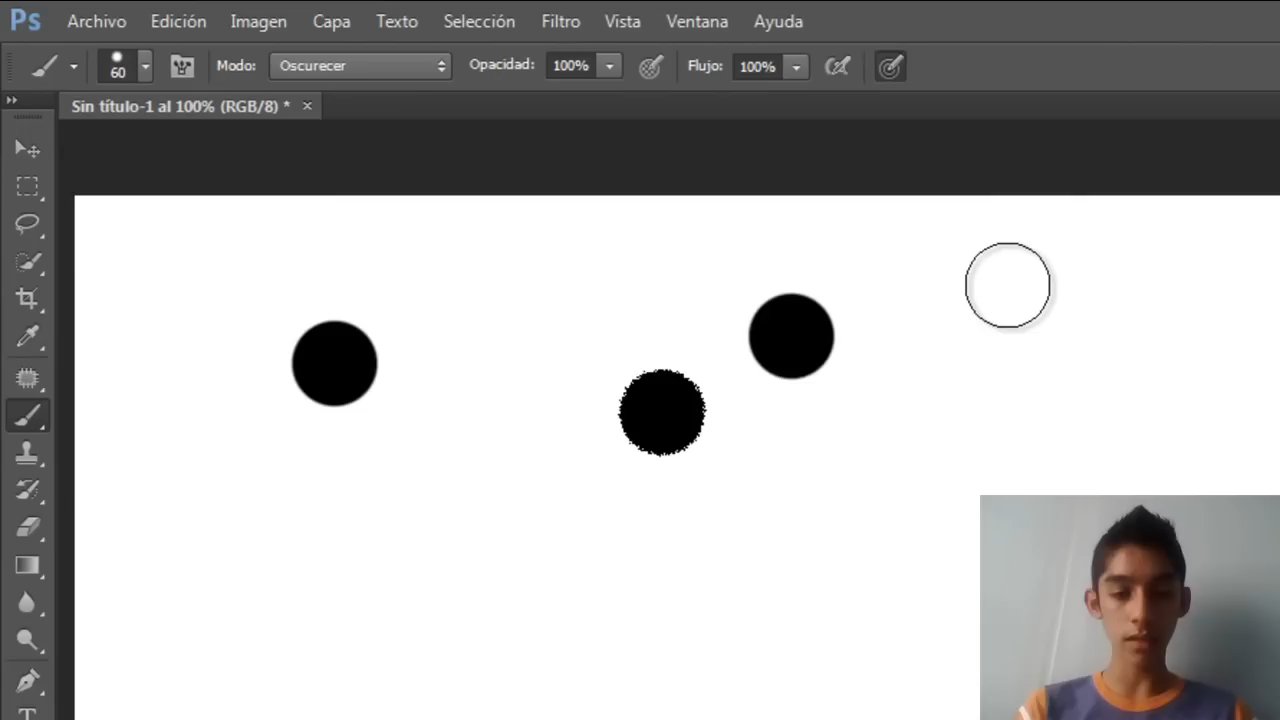 Ps Archivo Edición Imagen Capa Texto Selección Filtro Vista Ventana Ayuda
60 Modo: Oscurecer Opacidad: 100% Flujo: 100%
Sin título-1 al 100% (RGB/8) * ×
T